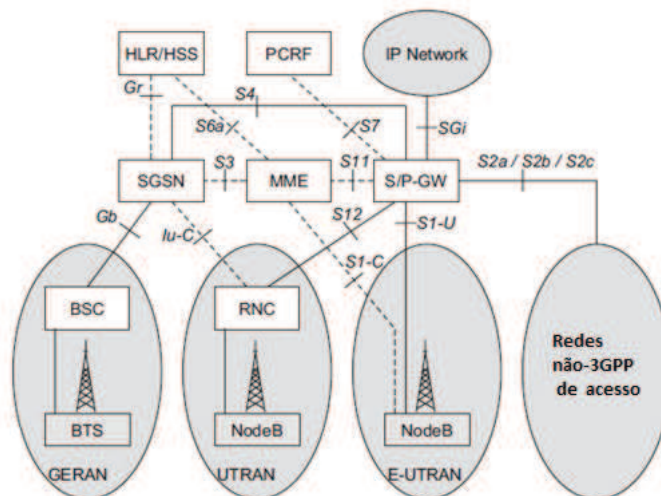 HLR/HSS
PCRF
IP Network
Gr
S4
S6a
S7
SGi
SGSN
S3
MME
S11
S/P-GW
S2a / S2b / S2c
Gb
Iu-C
S12
S1-U
S1-C
BSC
RNC
Redes
não-3GPP
de acesso
BTS
NodeB
NodeB
GERAN
UTRAN
E-UTRAN